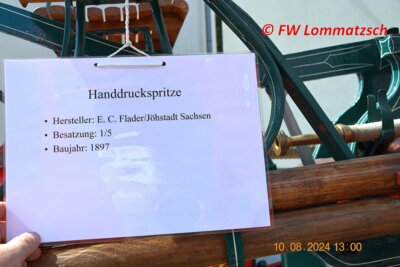 © FW Lommatzsch
Handdruckspritze
• Hersteller: E. C. Flader/Jöhstadt Sachsen
• Besatzung: 1/5
• Baujahr: 1897
10.08.2024 13:00